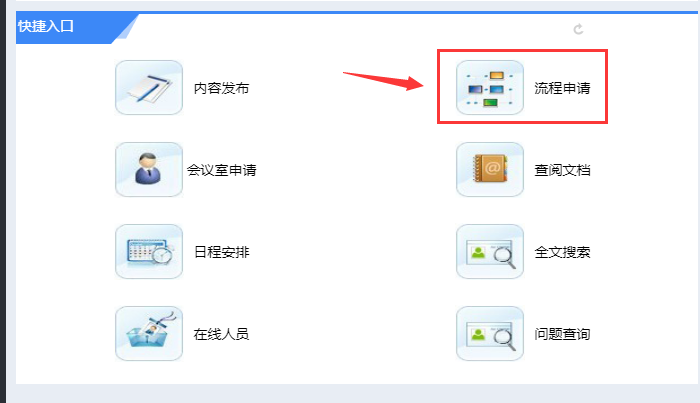 快捷入口
内容发布
流程申请
会议室申请
查阅文档
日程安排
全文搜索
在线人员
问题查询